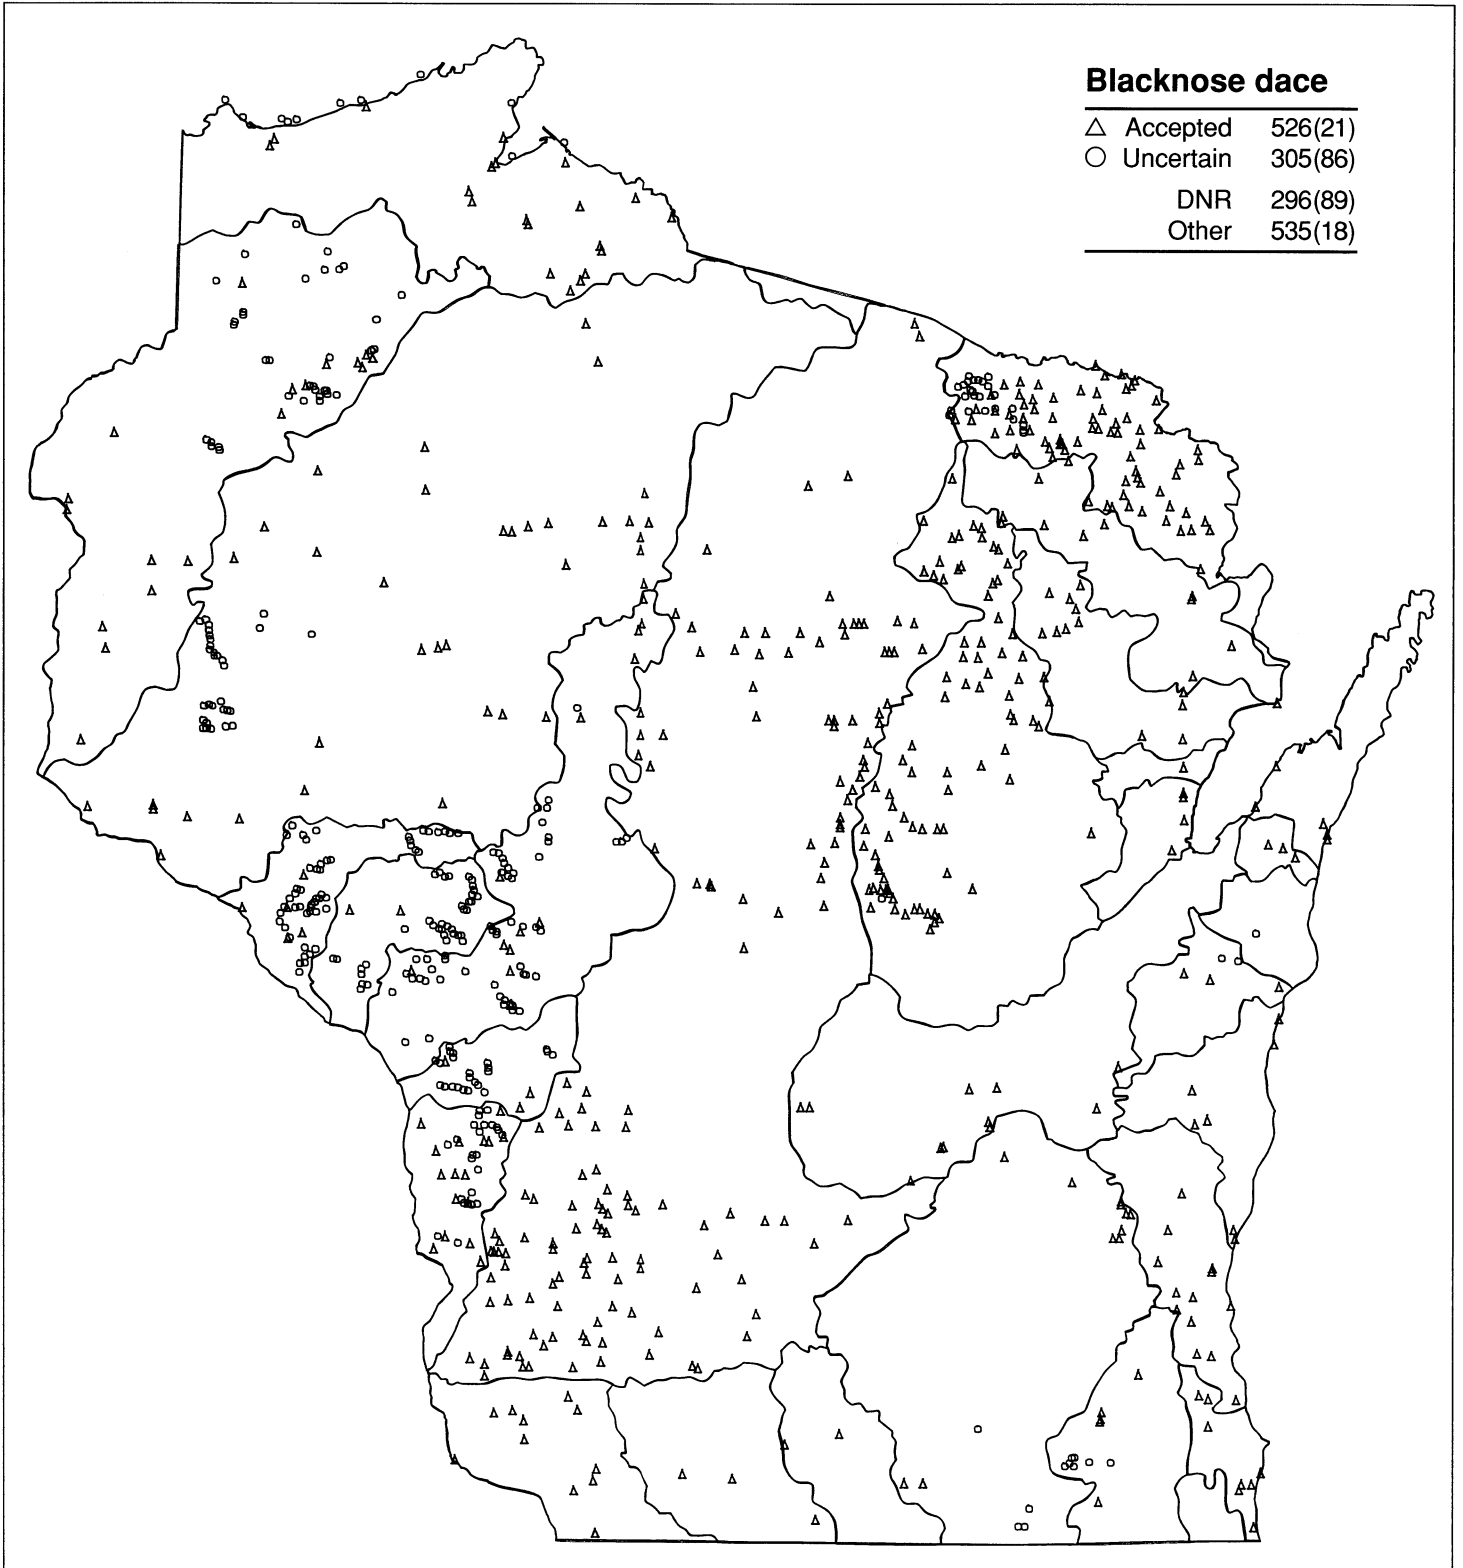 Blacknose dace
△ Accepted 526(21)
○ Uncertain 305(86)
DNR 296(89)
Other 535(18)